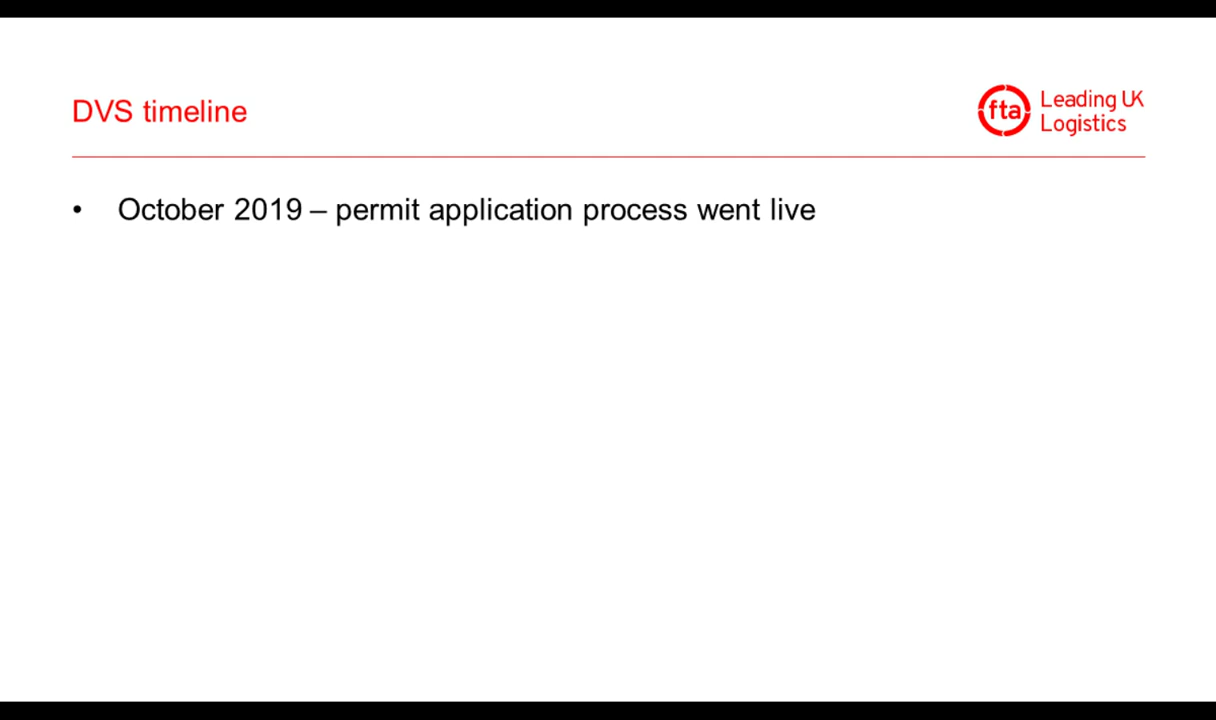 DVS timeline
fta
Leading UK
Logistics
• October 2019 – permit application process went live